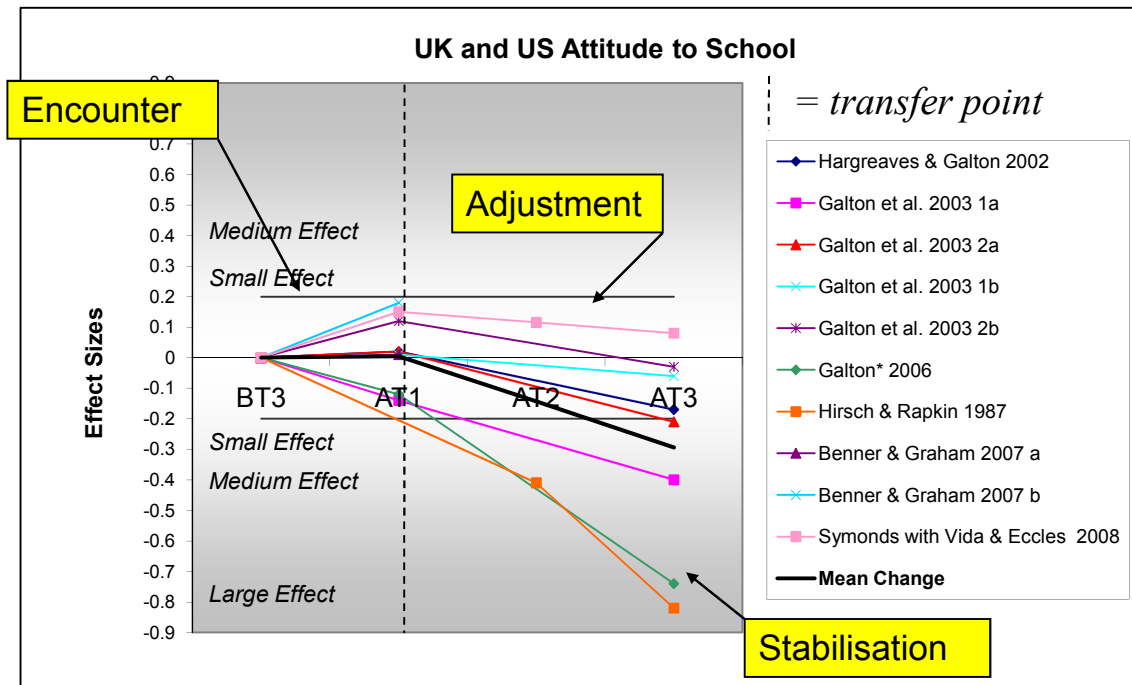 UK and US Attitude to School
Encounter
= transfer point
0.7
0.6
0.5
0.4
0.3
0.2
0.1
0
-0.1
-0.2
-0.3
-0.4
-0.5
-0.6
-0.7
-0.8
-0.9
Effect Sizes
Medium Effect
Small Effect
Adjustment
BT3
AT1
AT2
AT3
Small Effect
Medium Effect
Large Effect
Stabilisation
Hargreaves & Galton 2002
Galton et al. 2003 1a
Galton et al. 2003 2a
Galton et al. 2003 1b
Galton et al. 2003 2b
Galton* 2006
Hirsch & Rapkin 1987
Benner & Graham 2007 a
Benner & Graham 2007 b
Symonds with Vida & Eccles 2008
Mean Change